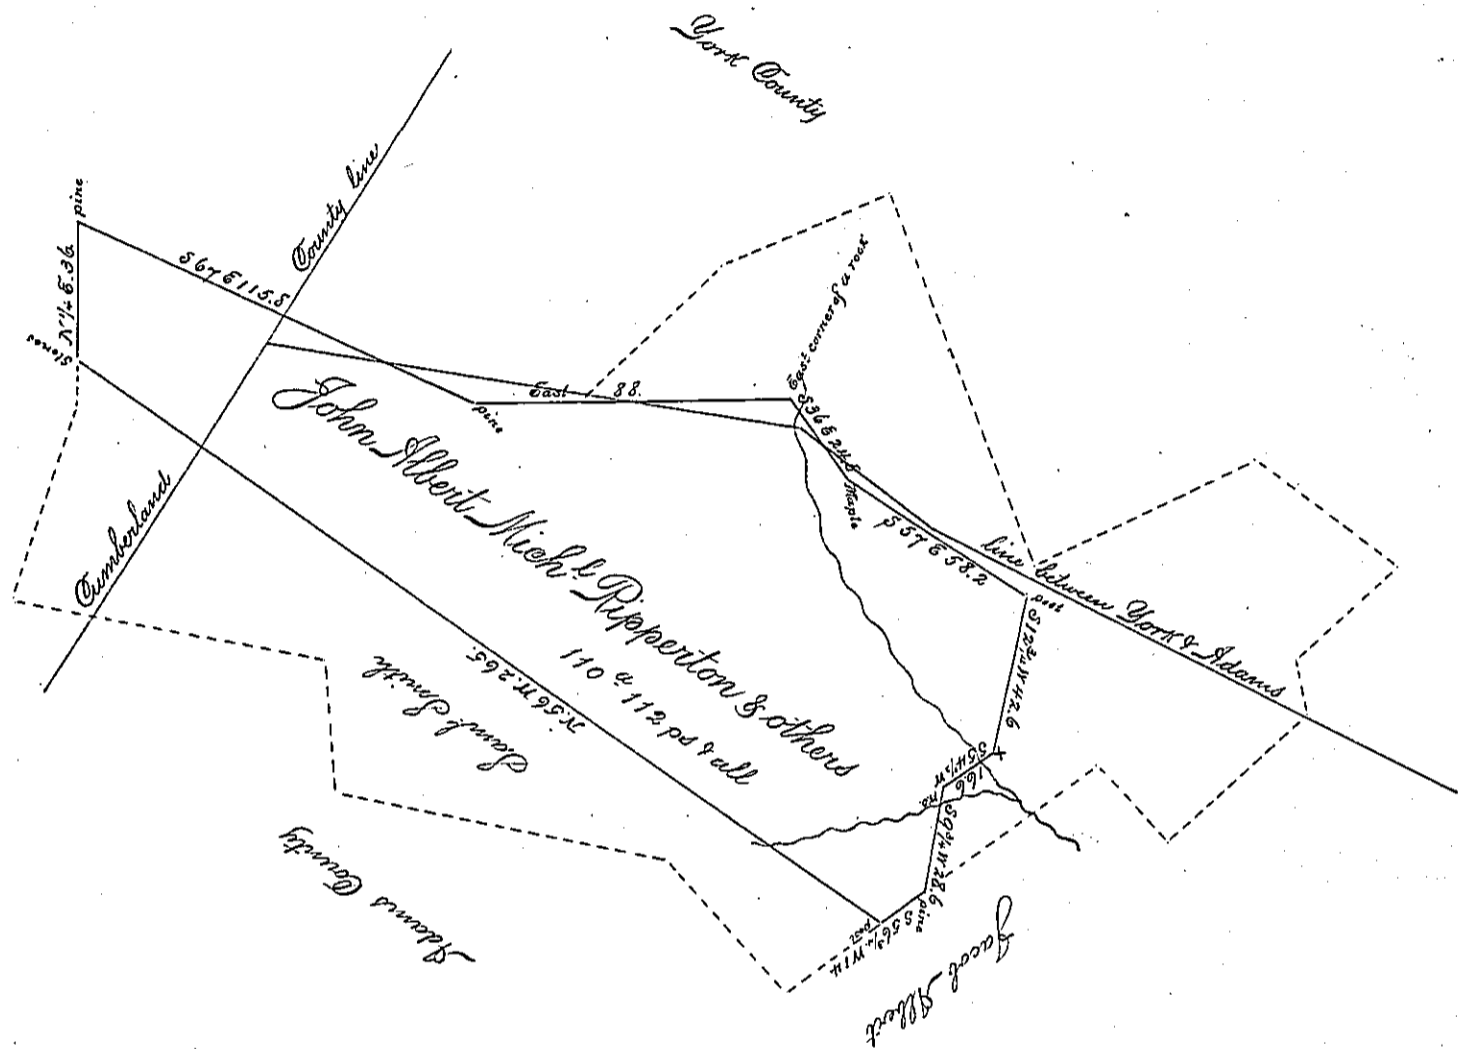 York County
County line
Cumberland
pine
N 1/4 E. 36.
Stones
S 67 E 115.8
pine
East 88.
East corner of a rock
S 36 E 24.8
Maple
S 57 E 58.2
post
line between York & Adams
S 12 3/4 W 42.6
S 54 1/2 W
16.6
S 9 3/4 W 28.6
pine
S 56 3/4 W 14
post
N. 56 W. 265.
John Albert Mich.l Ripperton & others
110 a 112 ps & all
Saml. Smith
Adams County
Jacob Albert